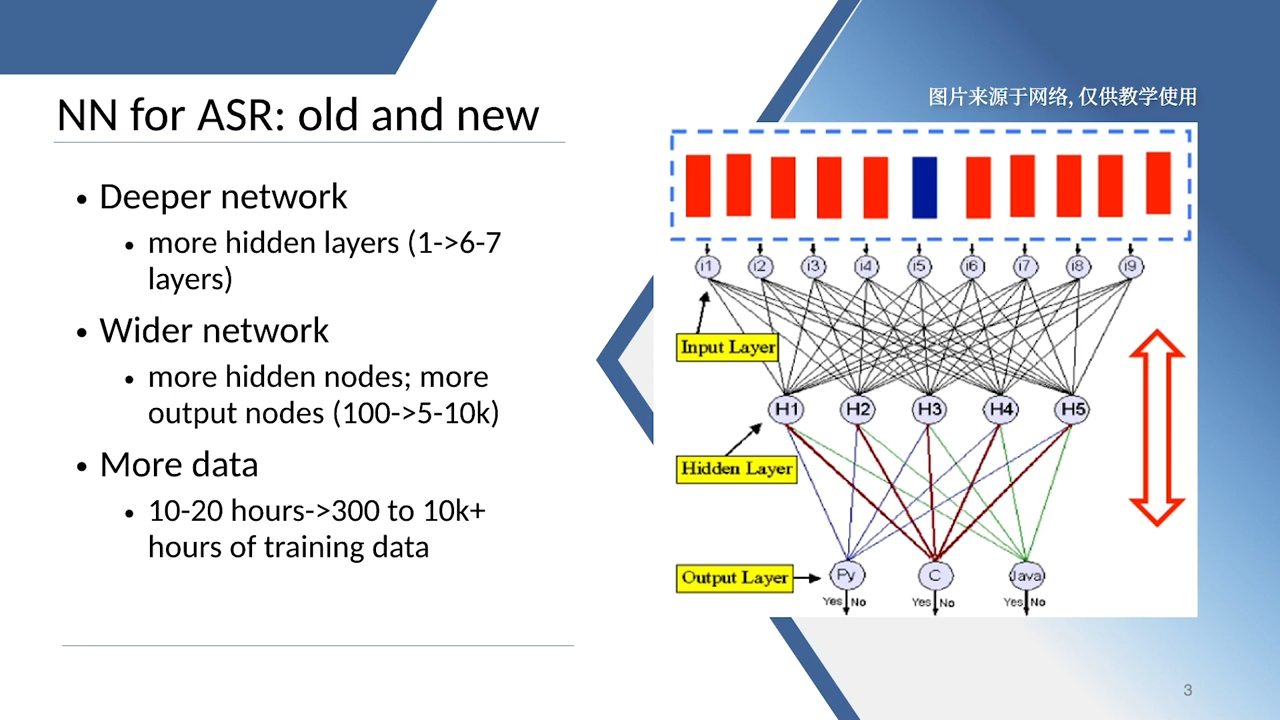 NN for ASR: old and new
• Deeper network
• more hidden layers (1->6-7
layers)
• Wider network
• more hidden nodes; more
output nodes (100->5-10k)
• More data
• 10-20 hours->300 to 10k+
hours of training data
图片来源于网络, 仅供教学使用
i1 i2 i3 i4 i5 i6 i7 i8 i9
Input Layer
H1 H2 H3 H4 H5
Hidden Layer
Output Layer
Py C Java
Yes No Yes No Yes No
3